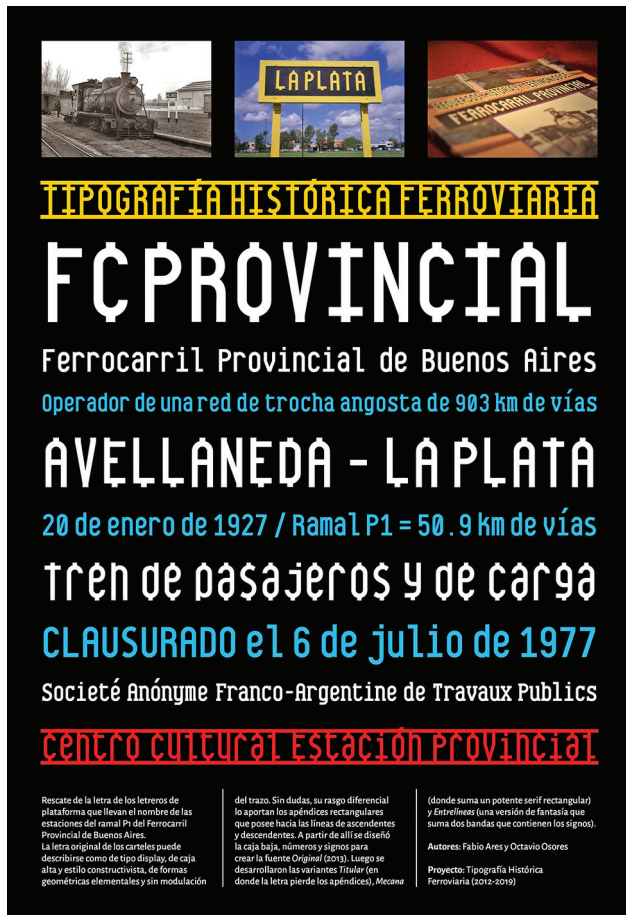 LA PLATA
FERROCARRIL PROVINCIAL
TIPOGRAFÍA HISTÓRICA FERROVIARIA
FCPROVINCIAL
Ferrocarril Provincial de Buenos Aires
Operador de una red de trocha angosta de 903 km de vías
AVELLANEDA - LA PLATA
20 de enero de 1927 / Ramal P1 = 50.9 km de vías
Tren de pasajeros y de carga
CLAUSURADO el 6 de julio de 1977
Societé Anónyme Franco-Argentine de Travaux Publics
Centro Cultural Estación Provincial
Rescate de la letra de los letreros de
plataforma que llevan el nombre de las
estaciones del ramal P1 del Ferrocarril
Provincial de Buenos Aires.
La letra original de los carteles puede
describirse como de tipo display, de caja
alta y estilo constructivista, de formas
geométricas elementales y sin modulación
del trazo. Sin dudas, su rasgo diferencial
lo aportan los apéndices rectangulares
que posee hacia las líneas de ascendentes
y descendentes. A partir de allí se diseñó
la caja baja, números y signos para
crear la fuente Original (2013). Luego se
desarrollaron las variantes Titular (en
donde la letra pierde los apéndices), Mecana
(donde suma un potente serif rectangular)
y Entrelíneas (una versión de fantasía que
suma dos bandas que contienen los signos).
Autores: Fabio Ares y Octavio Osores
Proyecto: Tipografía Histórica
Ferroviaria (2012-2019)